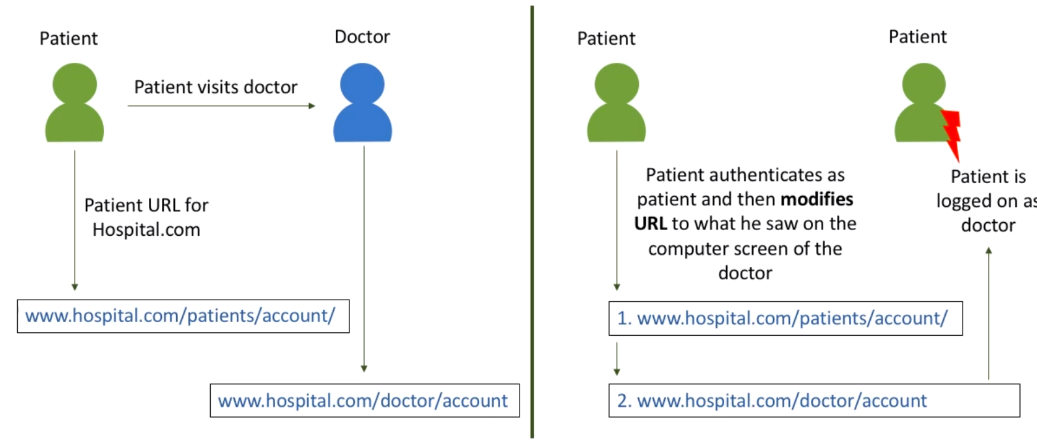 Patient
Doctor
Patient visits doctor
Patient URL for
Hospital.com
www.hospital.com/patients/account/
www.hospital.com/doctor/account
Patient
Patient
Patient authenticates as
patient and then modifies
URL to what he saw on the
computer screen of the
doctor
Patient is
logged on as
doctor
1. www.hospital.com/patients/account/
2. www.hospital.com/doctor/account